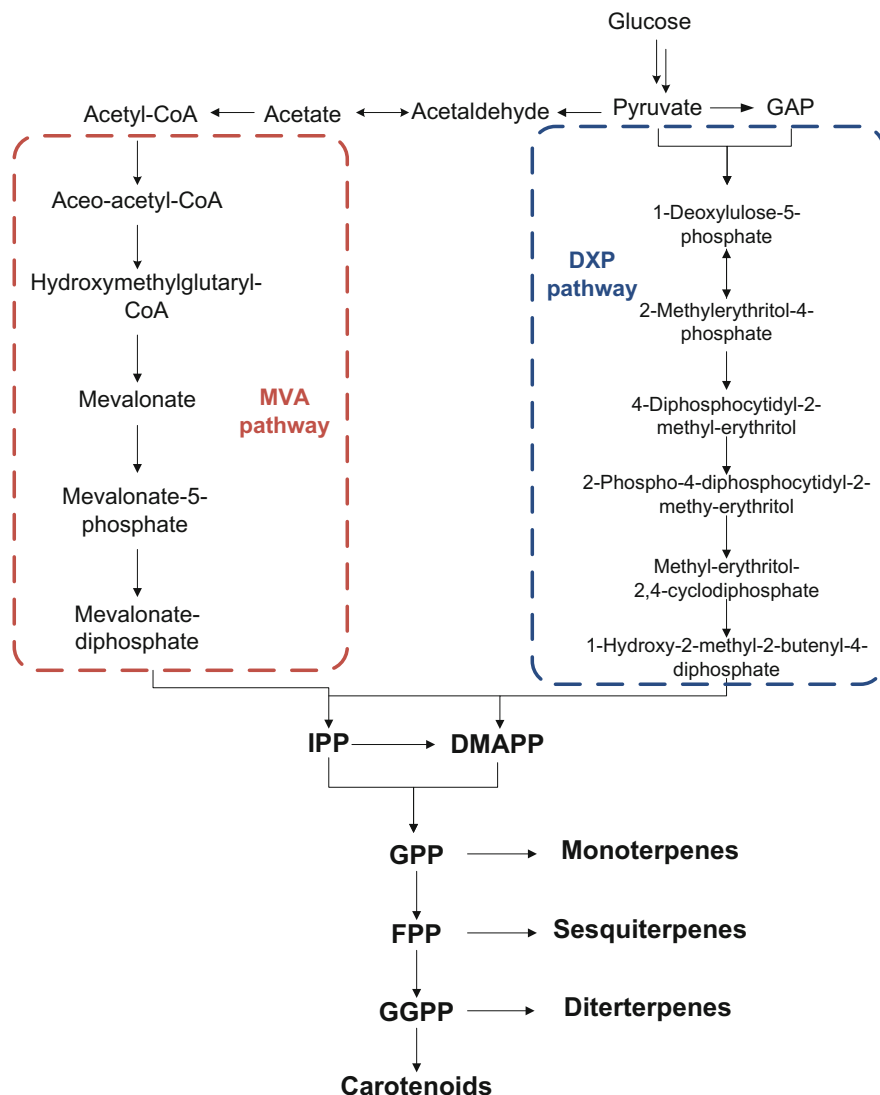 Glucose
Acetyl-CoA
Acetate
Acetaldehyde
Pyruvate
GAP
Aceo-acetyl-CoA
Hydroxymethylglutaryl-
CoA
Mevalonate
Mevalonate-5-
phosphate
Mevalonate-
diphosphate
MVA
pathway
DXP
pathway
1-Deoxylulose-5-
phosphate
2-Methylerythritol-4-
phosphate
4-Diphosphocytidyl-2-
methyl-erythritol
2-Phospho-4-diphosphocytidyl-2-
methy-erythritol
Methyl-erythritol-
2,4-cyclodiphosphate
1-Hydroxy-2-methyl-2-butenyl-4-
diphosphate
IPP
DMAPP
GPP
Monoterpenes
FPP
Sesquiterpenes
GGPP
Diterterpenes
Carotenoids